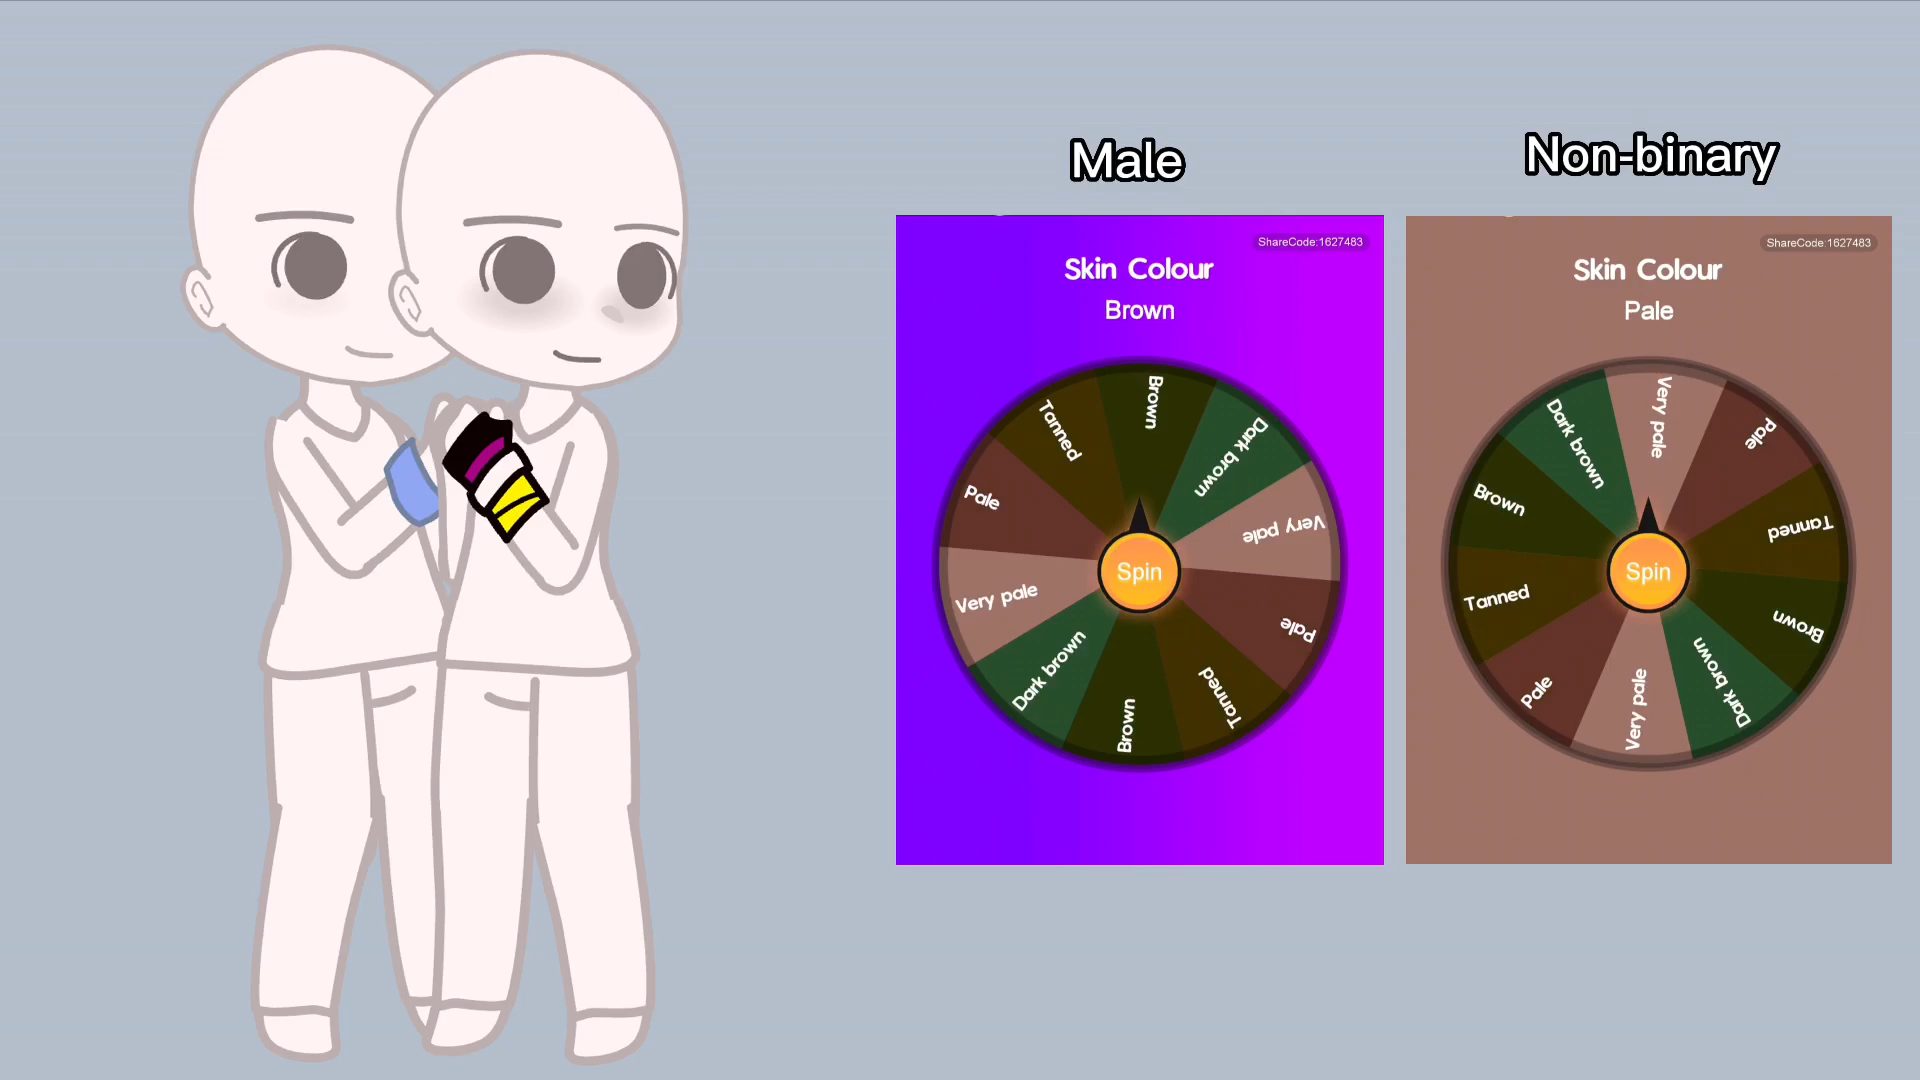 Male
ShareCode:1627483
Skin Colour
Brown
Brown
Dark brown
Very pale
Pale
Tanned
Brown
Dark brown
Very pale
Pale
Tanned
Spin
Non-binary
ShareCode:1627483
Skin Colour
Pale
Very pale
Pale
Tanned
Brown
Dark brown
Very pale
Pale
Tanned
Brown
Dark brown
Spin